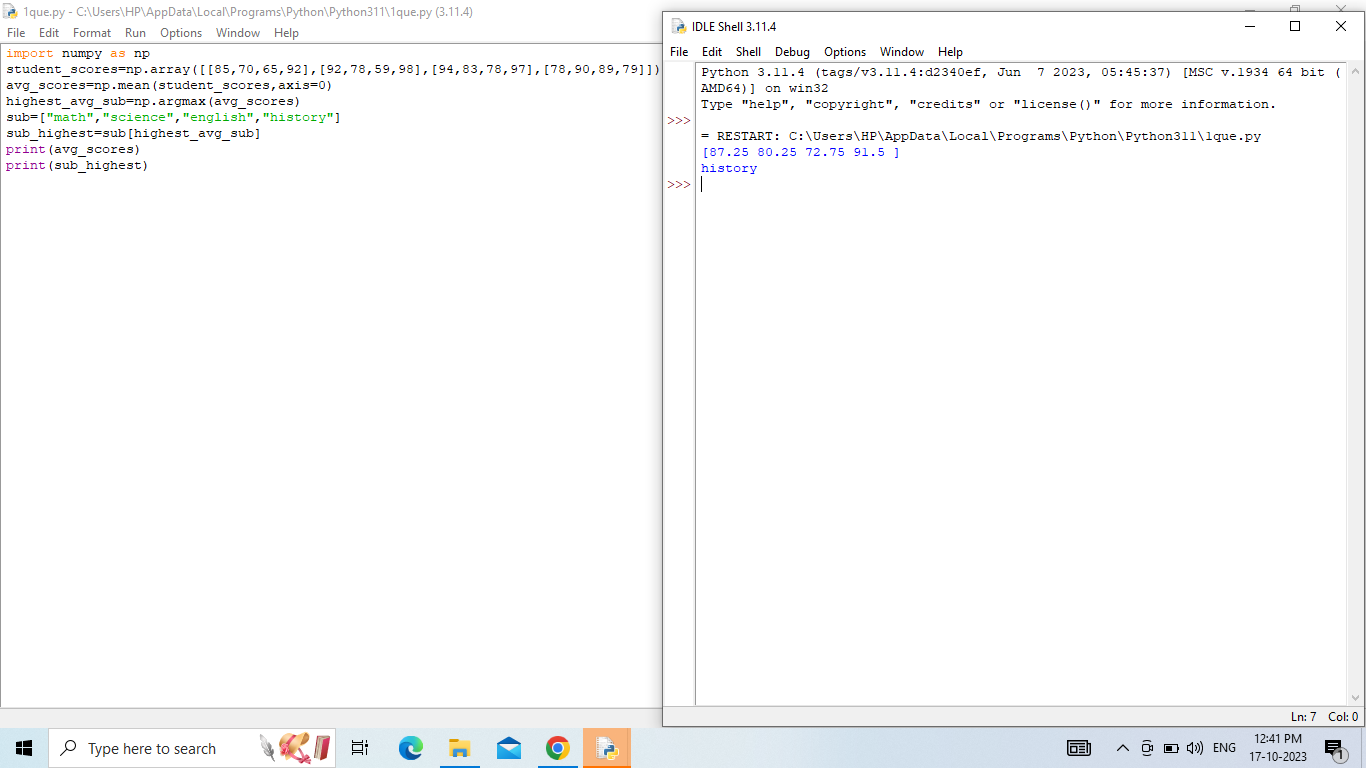 1que.py - C:\Users\HP\AppData\Local\Programs\Python\Python311\1que.py (3.11.4)
File Edit Format Run Options Window Help
import numpy as np
student_scores=np.array([[85,70,65,92],[92,78,59,98],[94,83,78,97],[78,90,89,79]])
avg_scores=np.mean(student_scores,axis=0)
highest_avg_sub=np.argmax(avg_scores)
sub=["math","science","english","history"]
sub_highest=sub[highest_avg_sub]
print(avg_scores)
print(sub_highest)
IDLE Shell 3.11.4
File Edit Shell Debug Options Window Help
Python 3.11.4 (tags/v3.11.4:d2340ef, Jun  7 2023, 05:45:37) [MSC v.1934 64 bit (
AMD64)] on win32
Type "help", "copyright", "credits" or "license()" for more information.
>>>
= RESTART: C:\Users\HP\AppData\Local\Programs\Python\Python311\1que.py
[87.25 80.25 72.75 91.5 ]
history
>>>
Ln: 7 Col: 0
Type here to search
ENG
12:41 PM
17-10-2023
1